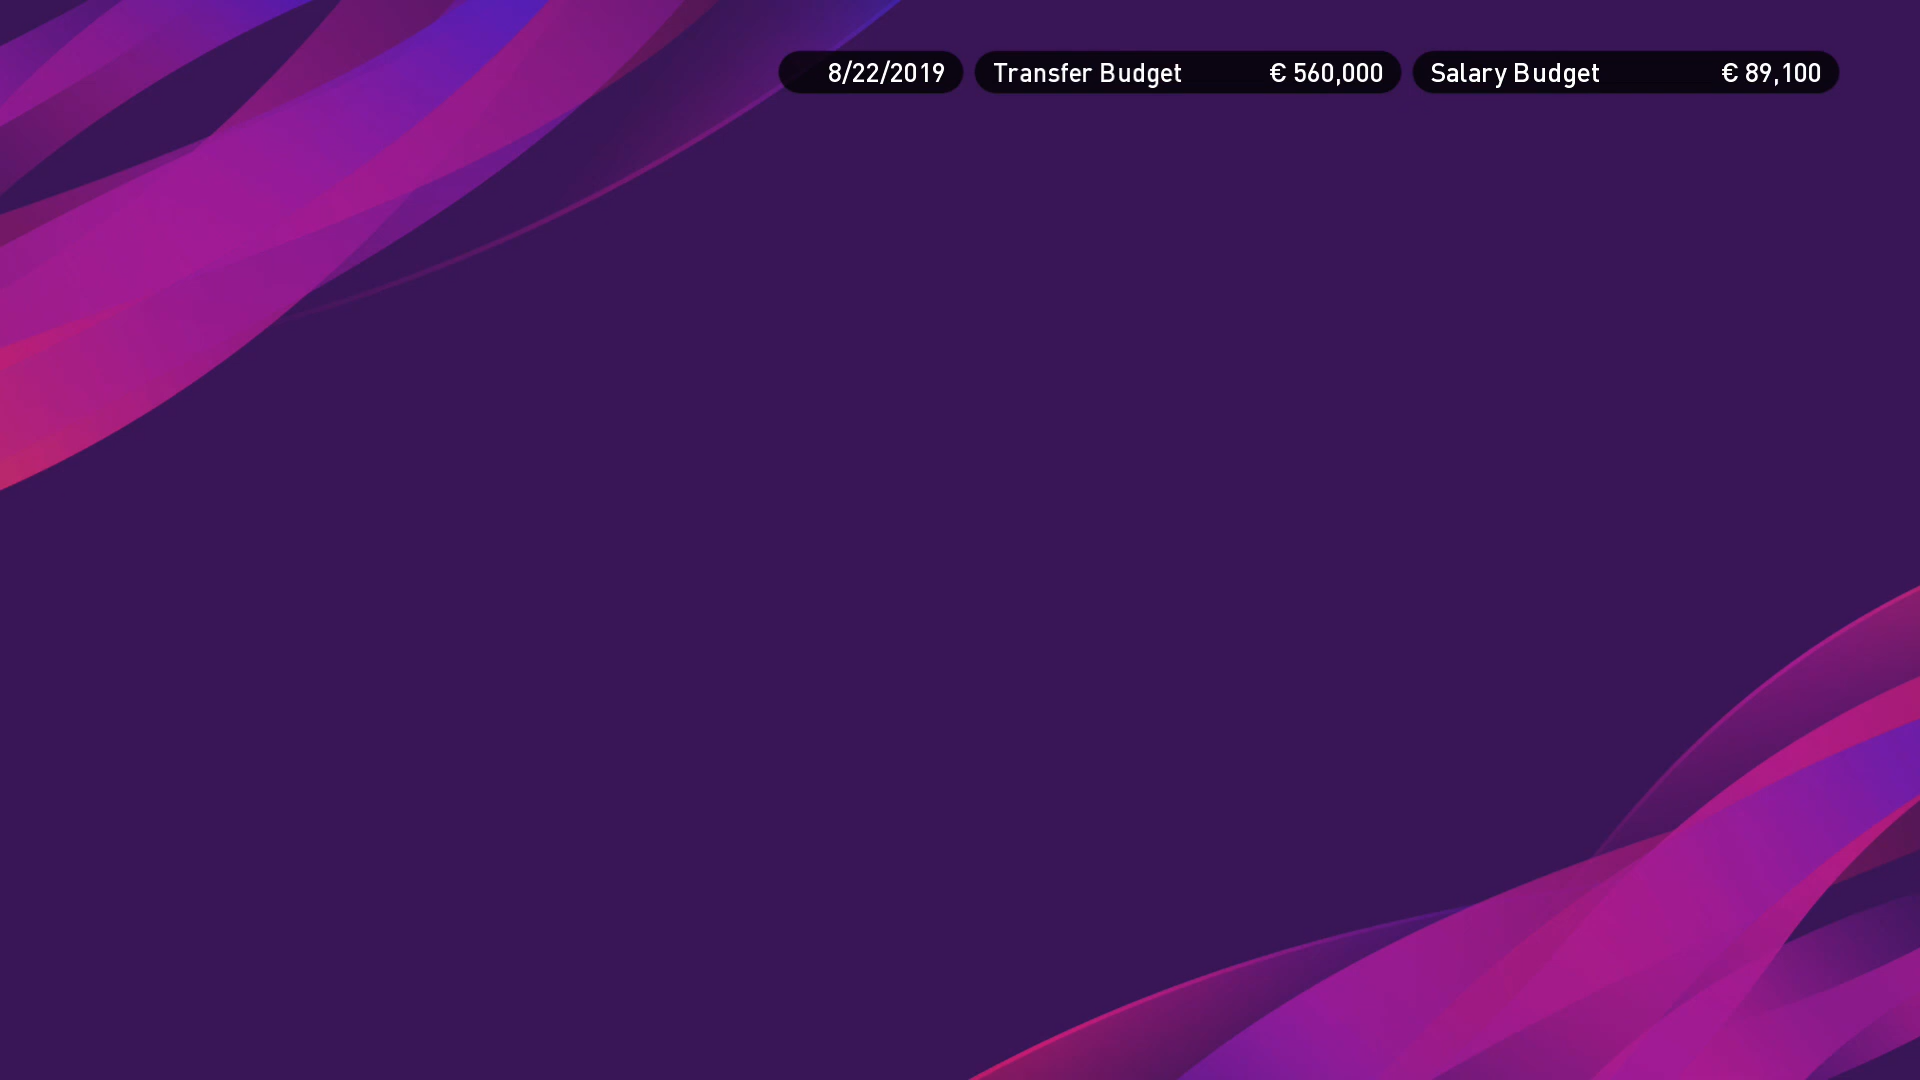 8/22/2019 Transfer Budget € 560,000 Salary Budget € 89,100